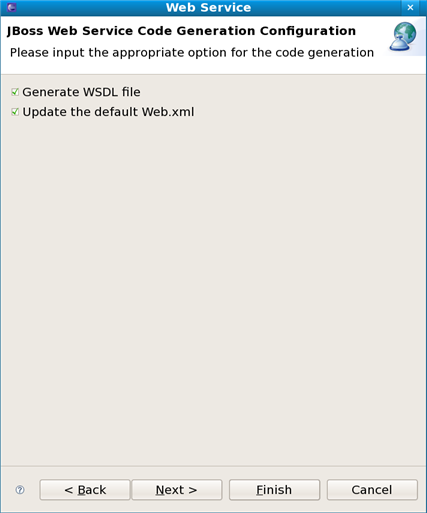 Web Service
JBoss Web Service Code Generation Configuration
Please input the appropriate option for the code generation
Generate WSDL file
Update the default Web.xml
< Back
Next >
Finish
Cancel